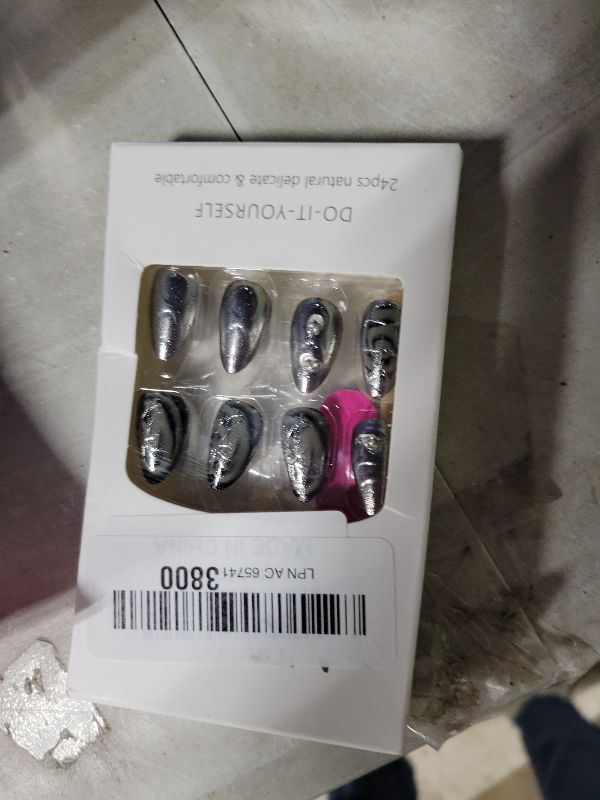 DO-IT-YOURSELF
24pcs natural delicate & comfortable
LPN AC 65741 3800
MADE IN CHINA